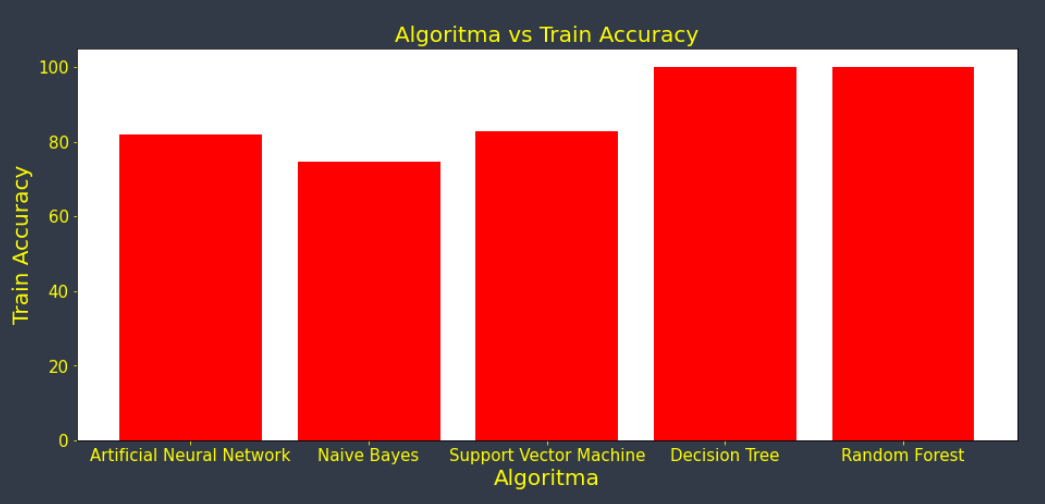 Algoritma vs Train Accuracy
Train Accuracy
100
80
60
40
20
0
Artificial Neural Network
Naive Bayes
Support Vector Machine
Decision Tree
Random Forest
Algoritma